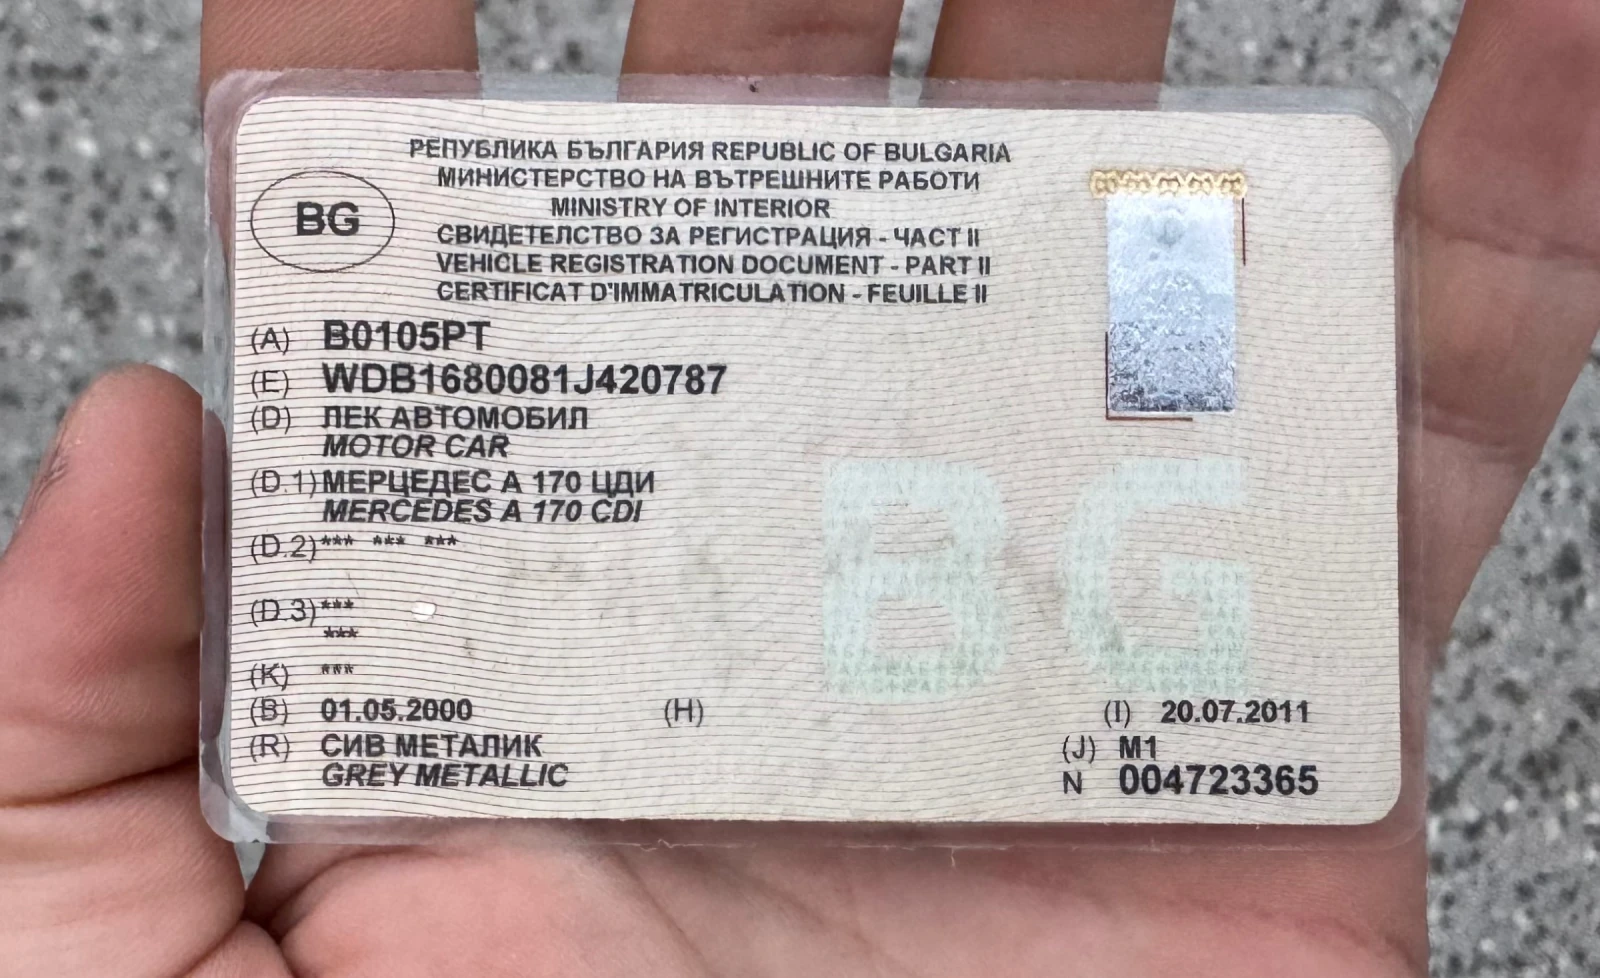 РЕПУБЛИКА БЪЛГАРИЯ REPUBLIC OF BULGARIA
МИНИСТЕРСТВО НА ВЪТРЕШНИТЕ РАБОТИ
MINISTRY OF INTERIOR
BG
СВИДЕТЕЛСТВО ЗА РЕГИСТРАЦИЯ - ЧАСТ II
VEHICLE REGISTRATION DOCUMENT - PART II
CERTIFICAT D'IMMATRICULATION - FEUILLE II
(A) B0105PT
(E) WDB1680081J420787
(D) ЛЕК АВТОМОБИЛ
MOTOR CAR
(D.1) МЕРЦЕДЕС А 170 ЦДИ
MERCEDES A 170 CDI
(D.2) *** *** ***
(D.3) ***
***
(K) ***
BG
(B) 01.05.2000 (H) (I) 20.07.2011
(R) СИВ МЕТАЛИК (J) M1
GREY METALLIC N 004723365